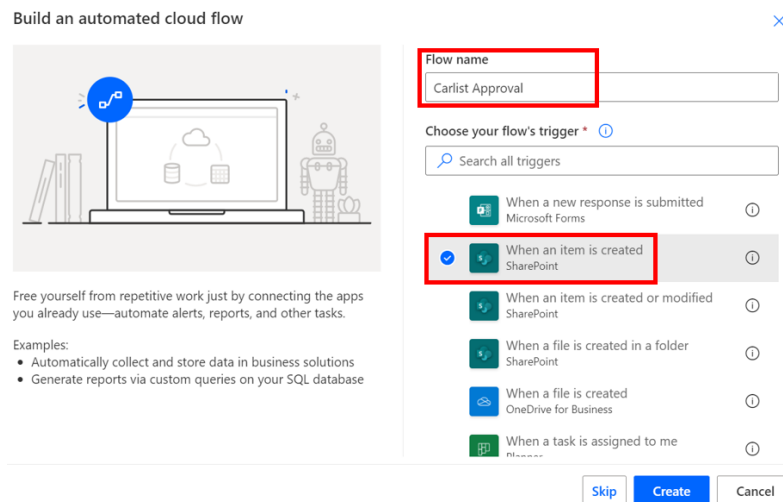 Build an automated cloud flow
Free yourself from repetitive work just by connecting the apps
you already use—automate alerts, reports, and other tasks.
Examples:
• Automatically collect and store data in business solutions
• Generate reports via custom queries on your SQL database
Flow name
Carlist Approval
Choose your flow's trigger *
Search all triggers
When a new response is submitted
Microsoft Forms
When an item is created
SharePoint
When an item is created or modified
SharePoint
When a file is created in a folder
SharePoint
When a file is created
OneDrive for Business
When a task is assigned to me
Planner
Skip Create Cancel